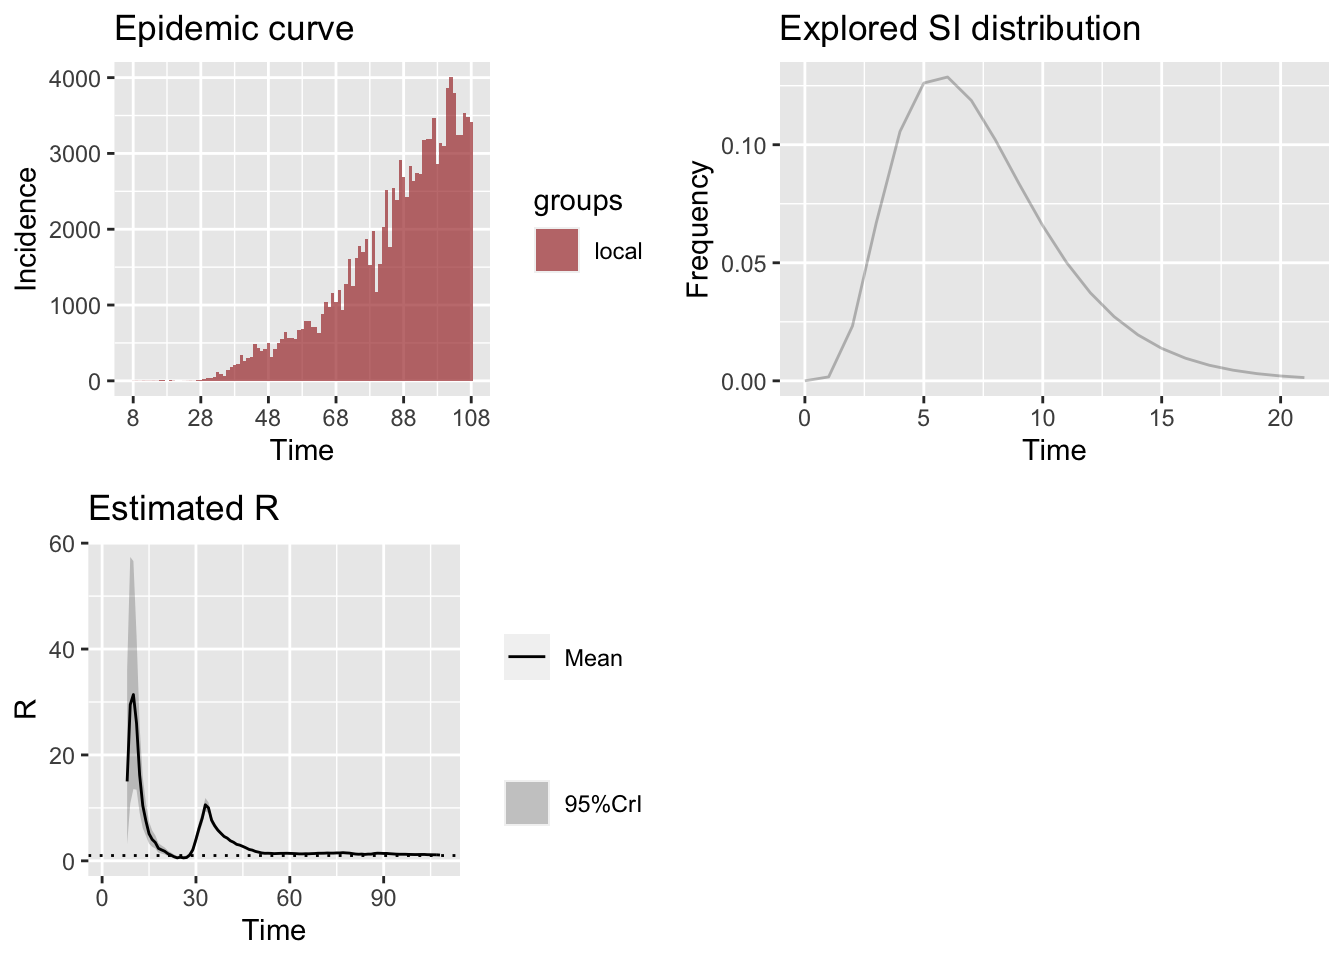 Epidemic curve
Incidence
4000
3000
2000
1000
0
8 28 48 68 88 108
Time
groups
local
Explored SI distribution
Frequency
0.10
0.05
0.00
0 5 10 15 20
Time
Estimated R
R
60
40
20
0
0 30 60 90
Time
Mean
95%CrI